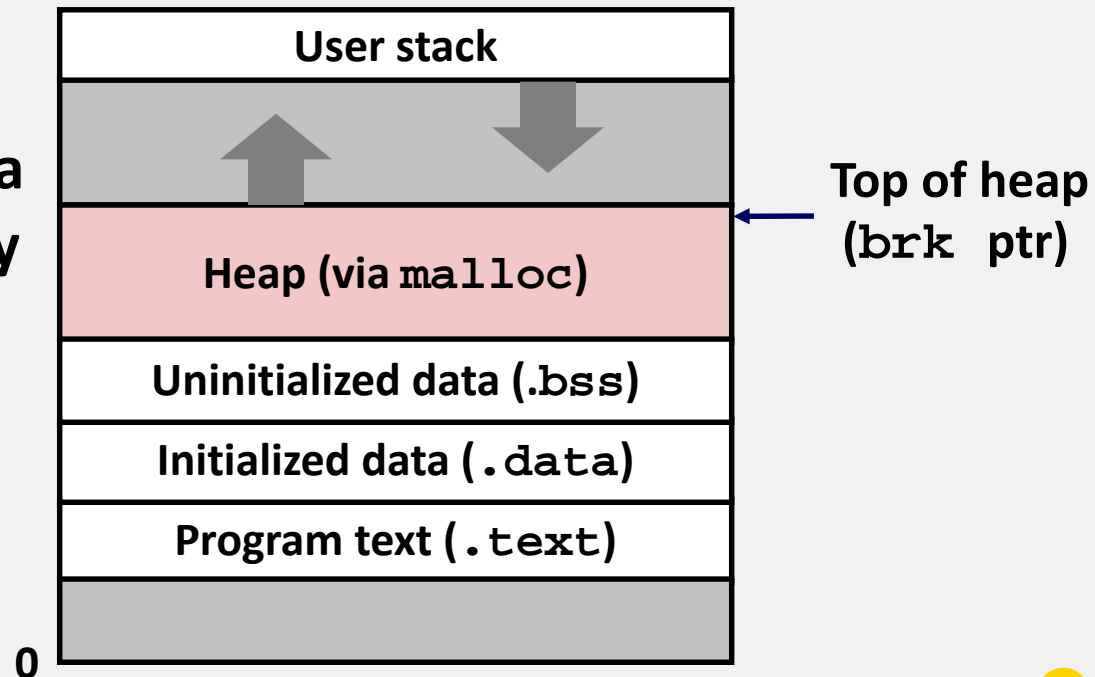 User stack
a
y
Top of heap
(brk ptr)
Heap (via malloc)
Uninitialized data (.bss)
Initialized data (.data)
Program text (.text)
0